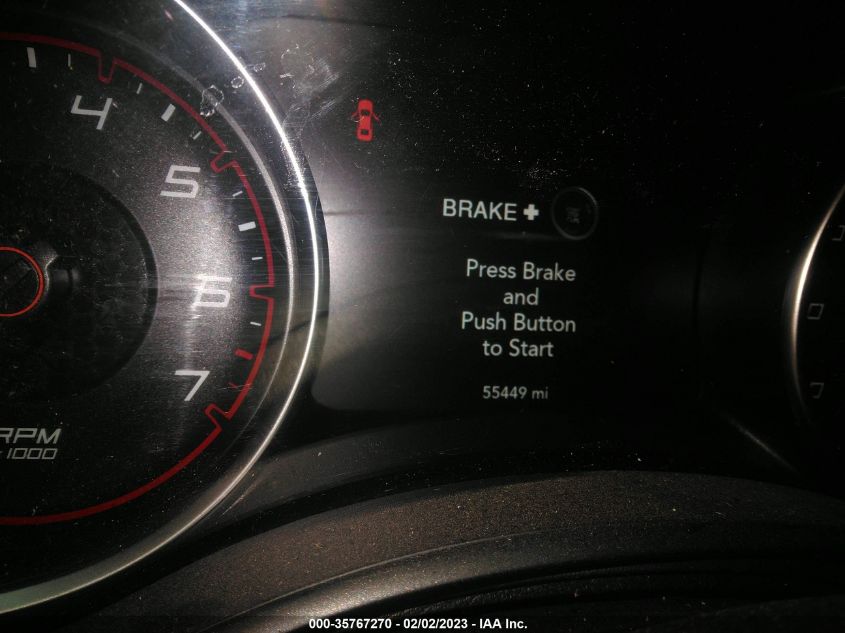 4
5
6
7
RPM
1000
BRAKE +
Press Brake
and
Push Button
to Start
55449 mi
000-35767270 - 02/02/2023 - IAA Inc.